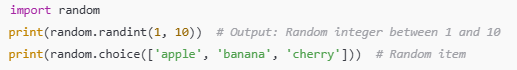 import random
print(random.randint(1, 10))  # Output: Random integer between 1 and 10
print(random.choice(['apple', 'banana', 'cherry']))  # Random item